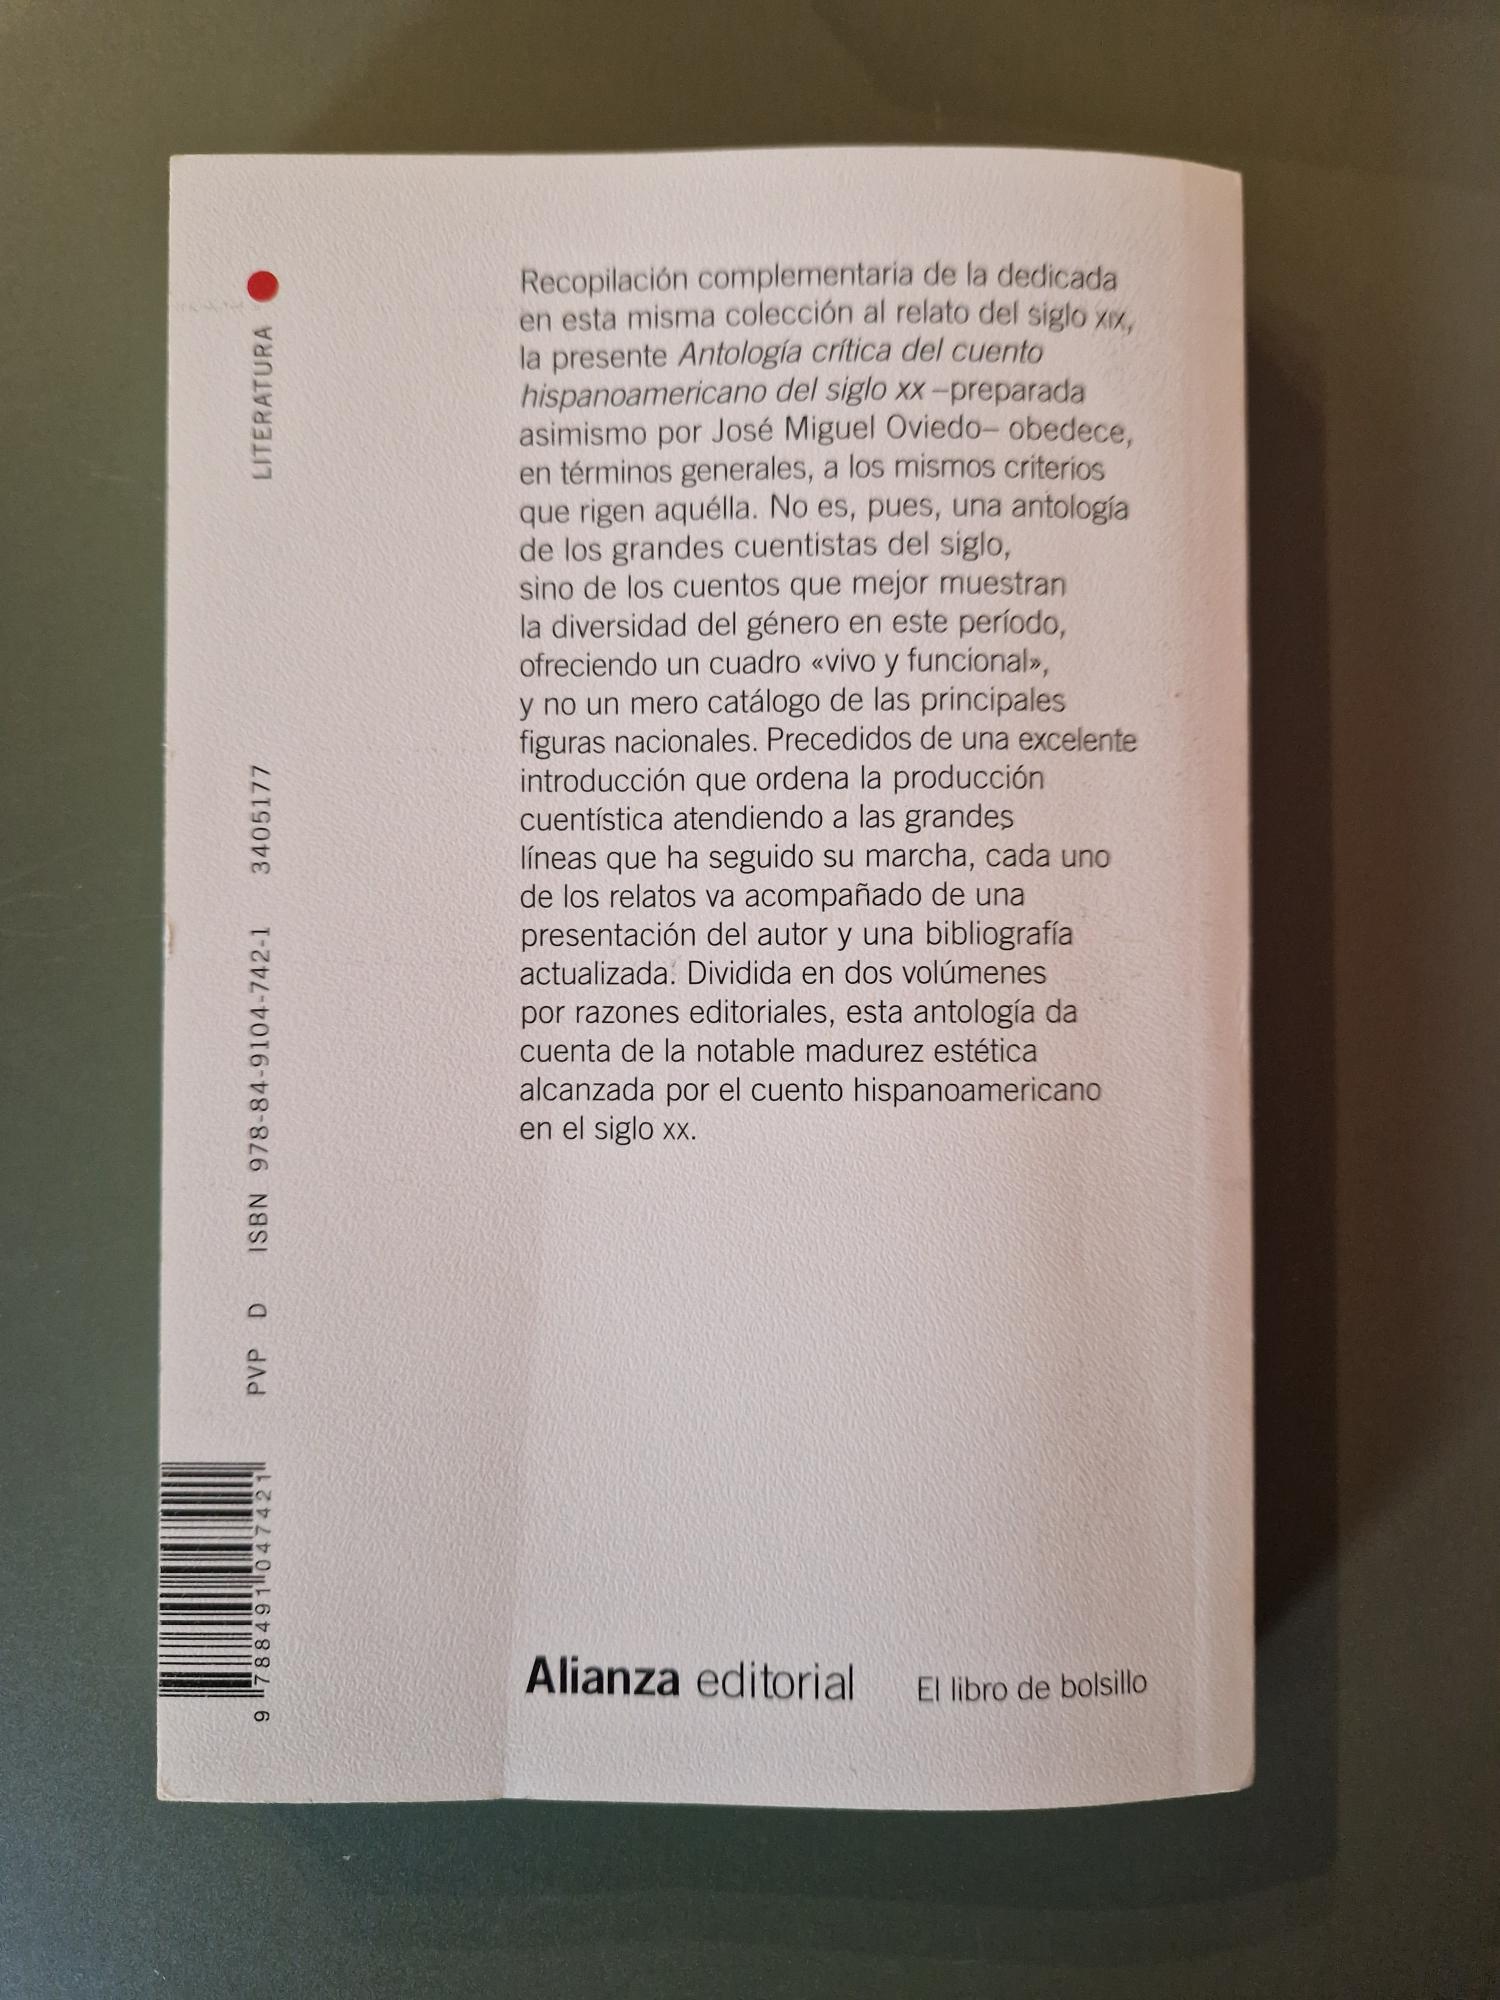 LITERATURA
3405177
ISBN 978-84-9104-742-1
PVP D
9 788491 047421
Recopilación complementaria de la dedicada
en esta misma colección al relato del siglo XIX,
la presente Antología crítica del cuento
hispanoamericano del siglo XX –preparada
asimismo por José Miguel Oviedo– obedece,
en términos generales, a los mismos criterios
que rigen aquélla. No es, pues, una antología
de los grandes cuentistas del siglo,
sino de los cuentos que mejor muestran
la diversidad del género en este período,
ofreciendo un cuadro «vivo y funcional»,
y no un mero catálogo de las principales
figuras nacionales. Precedidos de una excelente
introducción que ordena la producción
cuentística atendiendo a las grandes
líneas que ha seguido su marcha, cada uno
de los relatos va acompañado de una
presentación del autor y una bibliografía
actualizada. Dividida en dos volúmenes
por razones editoriales, esta antología da
cuenta de la notable madurez estética
alcanzada por el cuento hispanoamericano
en el siglo XX.
Alianza editorial El libro de bolsillo